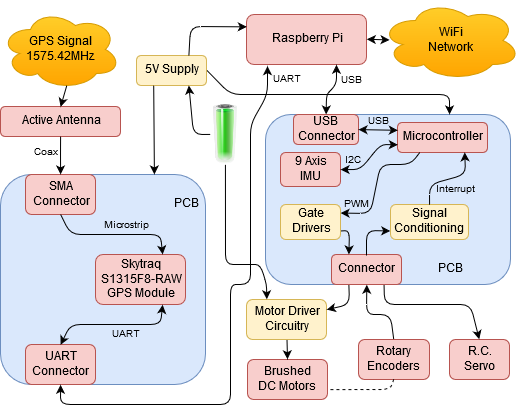 GPS Signal
1575.42MHz
Raspberry Pi
WiFi
Network
5V Supply
UART
USB
Active Antenna
USB
Connector
USB
Microcontroller
Coax
9 Axis
IMU
I2C
SMA
Connector
PCB
PWM
Interrupt
Gate
Drivers
Signal
Conditioning
Microstrip
Skytraq
S1315F8-RAW
GPS Module
Connector
PCB
UART
Motor Driver
Circuitry
UART
Connector
Brushed
DC Motors
Rotary
Encoders
R.C.
Servo